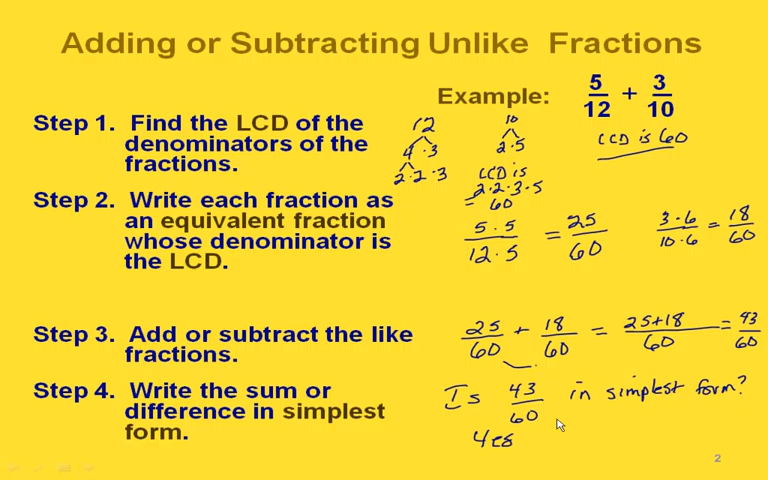 Adding or Subtracting Unlike Fractions
Example: 5/12 + 3/10
Step 1. Find the LCD of the
denominators of the
fractions.
12
4 · 3
2 · 2 · 3
10
2 · 5
LCD is
2 · 2 · 3 · 5
= 60
LCD is 60
Step 2. Write each fraction as
an equivalent fraction
whose denominator is
the LCD.
5 · 5 / 12 · 5 = 25/60
3 · 6 / 10 · 6 = 18/60
Step 3. Add or subtract the like
fractions.
25/60 + 18/60 = 25+18/60 = 43/60
Step 4. Write the sum or
difference in simplest
form.
Is 43/60 in simplest form?
Yes
2